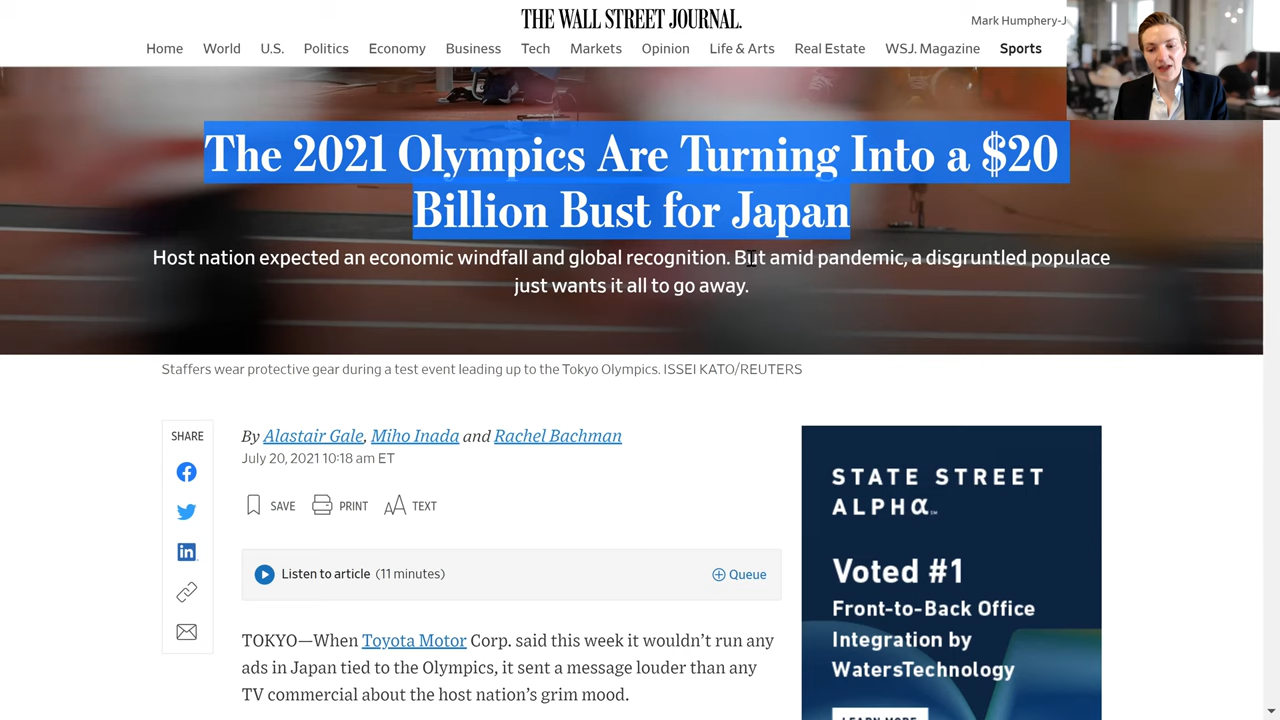 THE WALL STREET JOURNAL.
Mark Humphery-J
Home World U.S. Politics Economy Business Tech Markets Opinion Life & Arts Real Estate WSJ. Magazine Sports
The 2021 Olympics Are Turning Into a $20
Billion Bust for Japan
Host nation expected an economic windfall and global recognition. But amid pandemic, a disgruntled populace
just wants it all to go away.
Staffers wear protective gear during a test event leading up to the Tokyo Olympics. ISSEI KATO/REUTERS
SHARE
By Alastair Gale, Miho Inada and Rachel Bachman
July 20, 2021 10:18 am ET
SAVE PRINT TEXT
Listen to article (11 minutes)
Queue
TOKYO—When Toyota Motor Corp. said this week it wouldn't run any
ads in Japan tied to the Olympics, it sent a message louder than any
TV commercial about the host nation's grim mood.
STATE STREET
ALPHα℠
Voted #1
Front-to-Back Office
Integration by
WatersTechnology
LEARN MORE